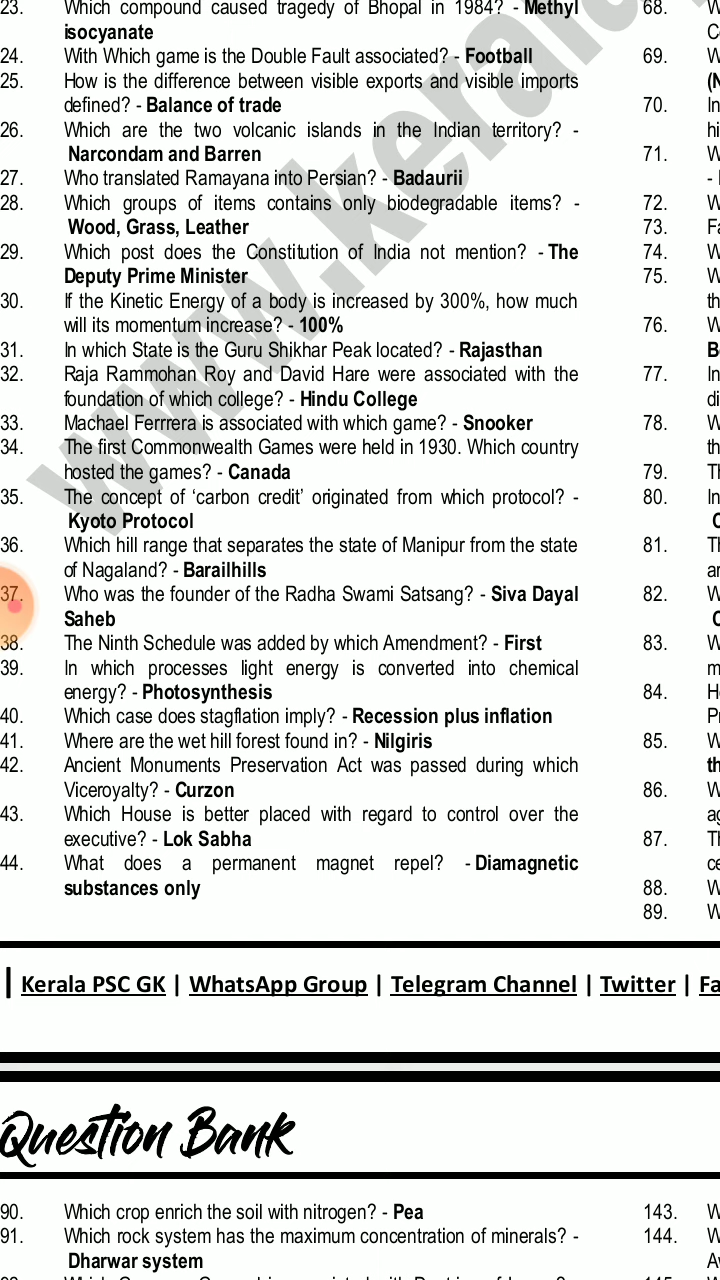 23. Which compound caused tragedy of Bhopal in 1984? - Methyl
isocyanate
24. With Which game is the Double Fault associated? - Football
25. How is the difference between visible exports and visible imports
defined? - Balance of trade
26. Which are the two volcanic islands in the Indian territory? -
Narcondam and Barren
27. Who translated Ramayana into Persian? - Badaurii
28. Which groups of items contains only biodegradable items? -
Wood, Grass, Leather
29. Which post does the Constitution of India not mention? - The
Deputy Prime Minister
30. If the Kinetic Energy of a body is increased by 300%, how much
will its momentum increase? - 100%
31. In which State is the Guru Shikhar Peak located? - Rajasthan
32. Raja Rammohan Roy and David Hare were associated with the
foundation of which college? - Hindu College
33. Machael Ferrrera is associated with which game? - Snooker
34. The first Commonwealth Games were held in 1930. Which country
hosted the games? - Canada
35. The concept of ‘carbon credit’ originated from which protocol? -
Kyoto Protocol
36. Which hill range that separates the state of Manipur from the state
of Nagaland? - Barailhills
37. Who was the founder of the Radha Swami Satsang? - Siva Dayal
Saheb
38. The Ninth Schedule was added by which Amendment? - First
39. In which processes light energy is converted into chemical
energy? - Photosynthesis
40. Which case does stagflation imply? - Recession plus inflation
41. Where are the wet hill forest found in? - Nilgiris
42. Ancient Monuments Preservation Act was passed during which
Viceroyalty? - Curzon
43. Which House is better placed with regard to control over the
executive? - Lok Sabha
44. What does a permanent magnet repel? - Diamagnetic
substances only
68.
69.
70. In
71.
72.
73.
74.
75.
76.
77. In
78.
79.
80. In
81.
82.
83.
84.
85.
86.
87.
88.
89.
www.kerala
| Kerala PSC GK | WhatsApp Group | Telegram Channel | Twitter | Fa
Question Bank
90. Which crop enrich the soil with nitrogen? - Pea
91. Which rock system has the maximum concentration of minerals? -
Dharwar system
143.
144.